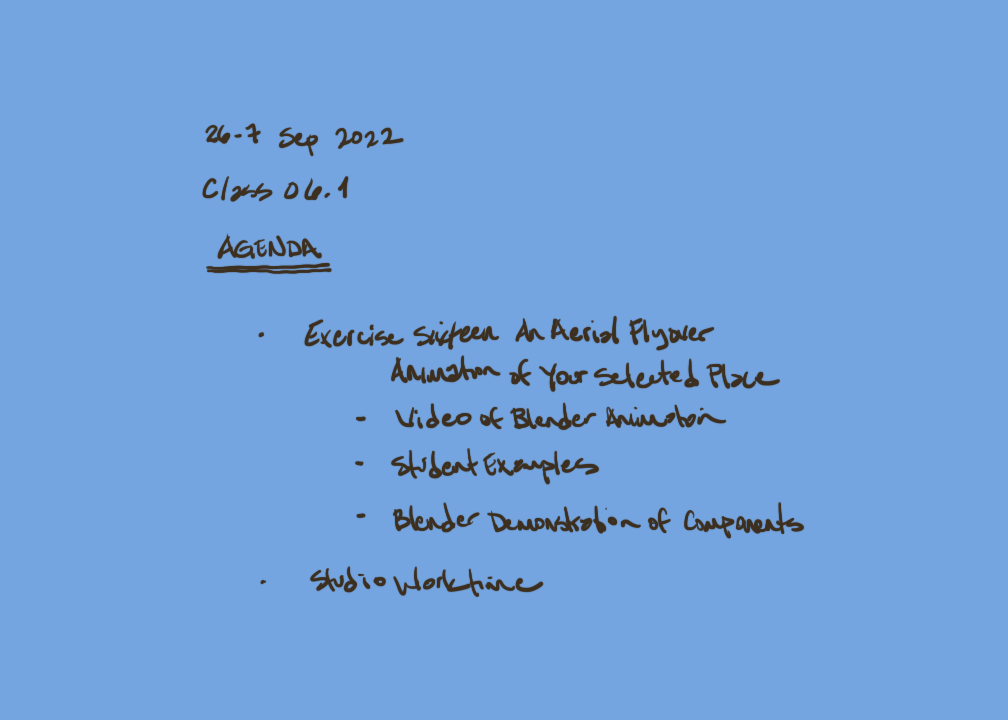 26-7 Sep 2022
Class 06.1
AGENDA
· Exercise Sixteen An Aerial Flyover
Animation of Your Selected Place
- Video of Blender Animation
- Student Examples
- Blender Demonstration of Components
· Studio Worktime